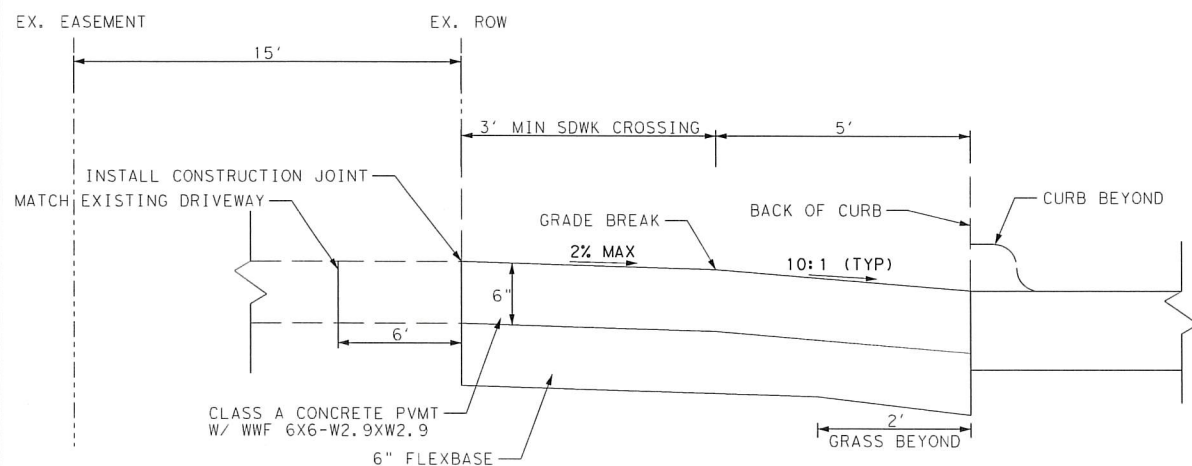 EX. EASEMENT
EX. ROW
15'
3' MIN SDWK CROSSING
5'
INSTALL CONSTRUCTION JOINT
MATCH EXISTING DRIVEWAY
GRADE BREAK
BACK OF CURB
CURB BEYOND
2% MAX
10:1 (TYP)
6"
6'
CLASS A CONCRETE PVMT
W/ WWF 6X6-W2.9XW2.9
2'
GRASS BEYOND
6" FLEXBASE